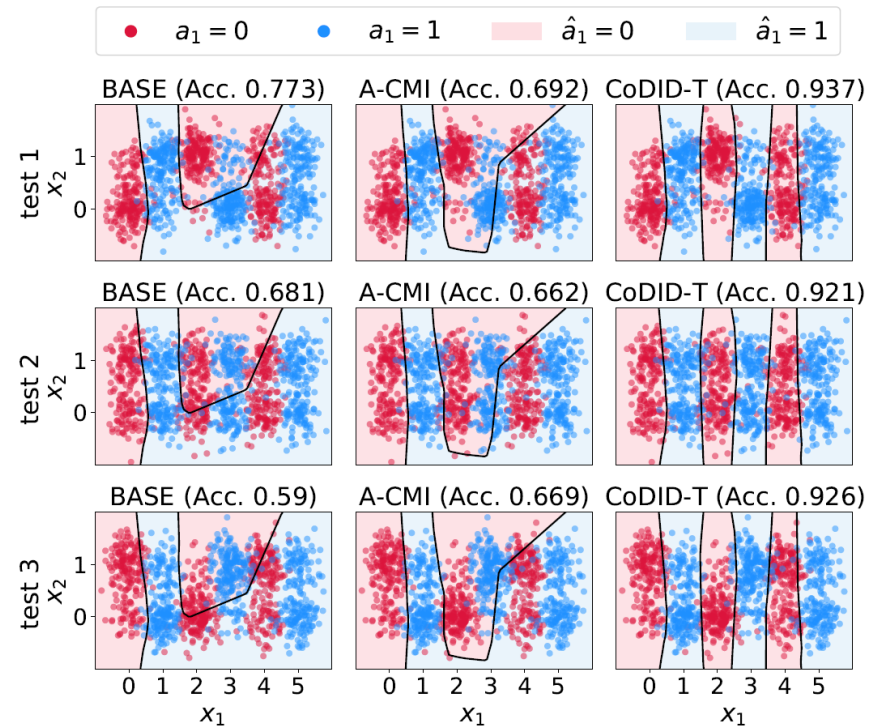 a₁ = 0 a₁ = 1 â₁ = 0 â₁ = 1
BASE (Acc. 0.773) A-CMI (Acc. 0.692) CoDID-T (Acc. 0.937)
test 1
x₂
1
0
BASE (Acc. 0.681) A-CMI (Acc. 0.662) CoDID-T (Acc. 0.921)
test 2
x₂
1
0
BASE (Acc. 0.59) A-CMI (Acc. 0.669) CoDID-T (Acc. 0.926)
test 3
x₂
1
0
0 1 2 3 4 5 0 1 2 3 4 5 0 1 2 3 4 5
x₁ x₁ x₁